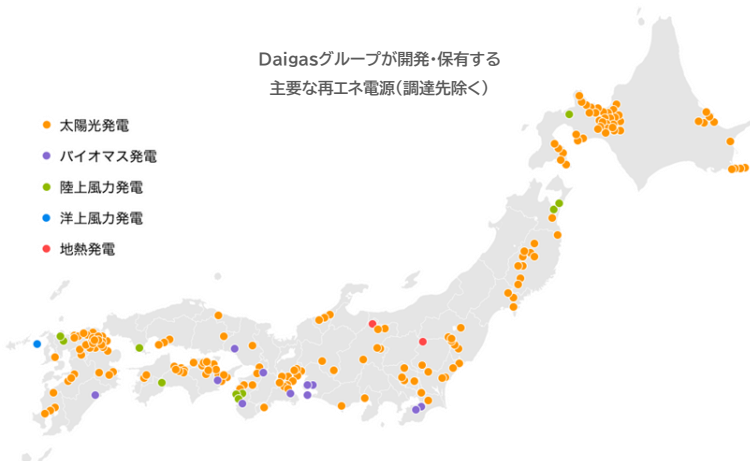 Daigasグループが開発・保有する
主要な再エネ電源（調達先除く）
太陽光発電
バイオマス発電
陸上風力発電
洋上風力発電
地熱発電